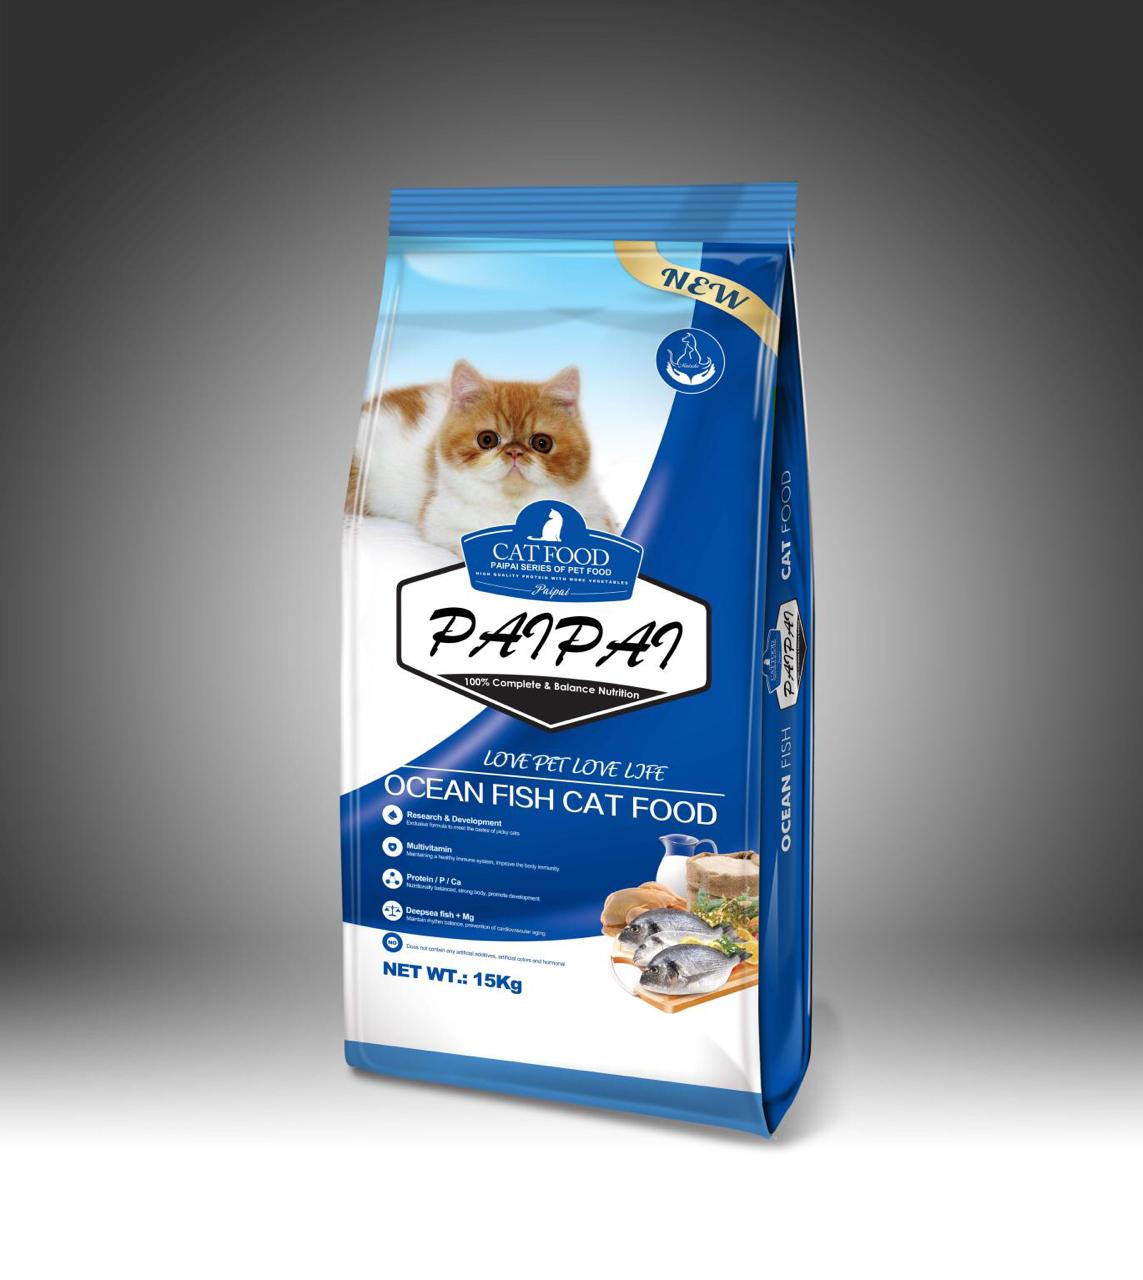 NEW
CAT FOOD
PAIPAI SERIES OF PET FOOD
HIGH QUALITY PROTEIN WITH MORE VEGETABLES
Paipai
PAIPAI
100% Complete & Balance Nutrition
LOVE PET LOVE LIFE
OCEAN FISH CAT FOOD
Research & Development
Exclusive formula to meet the tastes of picky cats
Multivitamin
Maintaining a healthy immune system, improve the body immunity
Protein / P / Ca
Nutritionally balanced, strong body, promote development
Deepsea fish + Mg
Maintain rhythm balance, prevention of cardiovascular aging
NO
Does not contain any artificial additives, artificial colors and hormonal
NET WT.: 15Kg
CAT FOOD
CAT FOOD
PAIPAI
OCEAN FISH